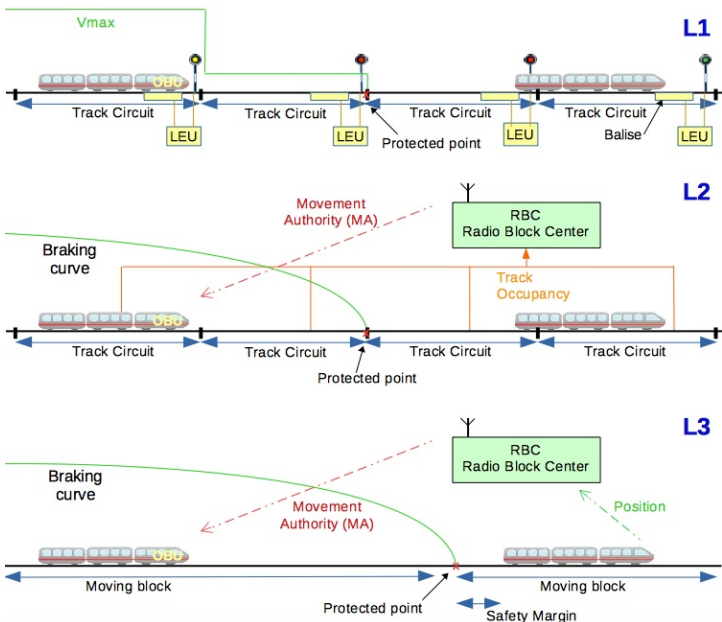 L1
Vmax
OBU
Track Circuit
Track Circuit
Track Circuit
Track Circuit
LEU
LEU
LEU
LEU
Protected point
Balise
L2
Movement
Authority (MA)
RBC
Radio Block Center
Braking
curve
Track
Occupancy
OBU
Track Circuit
Track Circuit
Track Circuit
Track Circuit
Protected point
L3
RBC
Radio Block Center
Braking
curve
Movement
Authority (MA)
Position
OBU
Moving block
Moving block
Protected point
Safety Margin